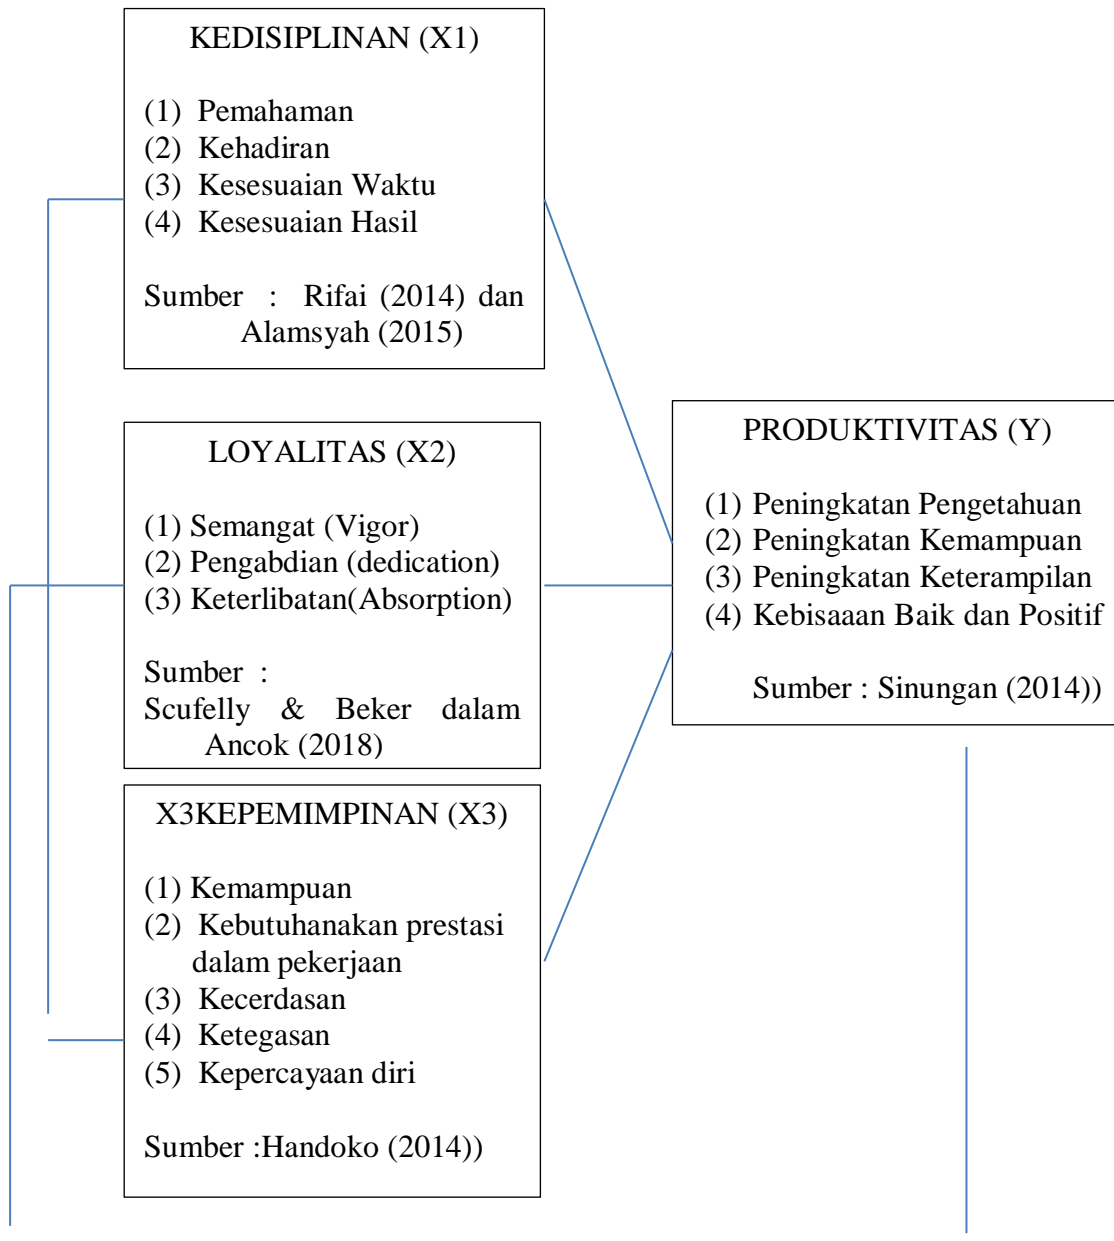 KEDISIPLINAN (X1)
(1) Pemahaman
(2) Kehadiran
(3) Kesesuaian Waktu
(4) Kesesuaian Hasil
Sumber : Rifai (2014) dan
Alamsyah (2015)
LOYALITAS (X2)
(1) Semangat (Vigor)
(2) Pengabdian (dedication)
(3) Keterlibatan(Absorption)
Sumber :
Scufelly & Beker dalam
Ancok (2018)
X3KEPEMIMPINAN (X3)
(1) Kemampuan
(2) Kebutuhanakan prestasi
dalam pekerjaan
(3) Kecerdasan
(4) Ketegasan
(5) Kepercayaan diri
Sumber :Handoko (2014))
PRODUKTIVITAS (Y)
(1) Peningkatan Pengetahuan
(2) Peningkatan Kemampuan
(3) Peningkatan Keterampilan
(4) Kebisaaan Baik dan Positif
Sumber : Sinungan (2014))